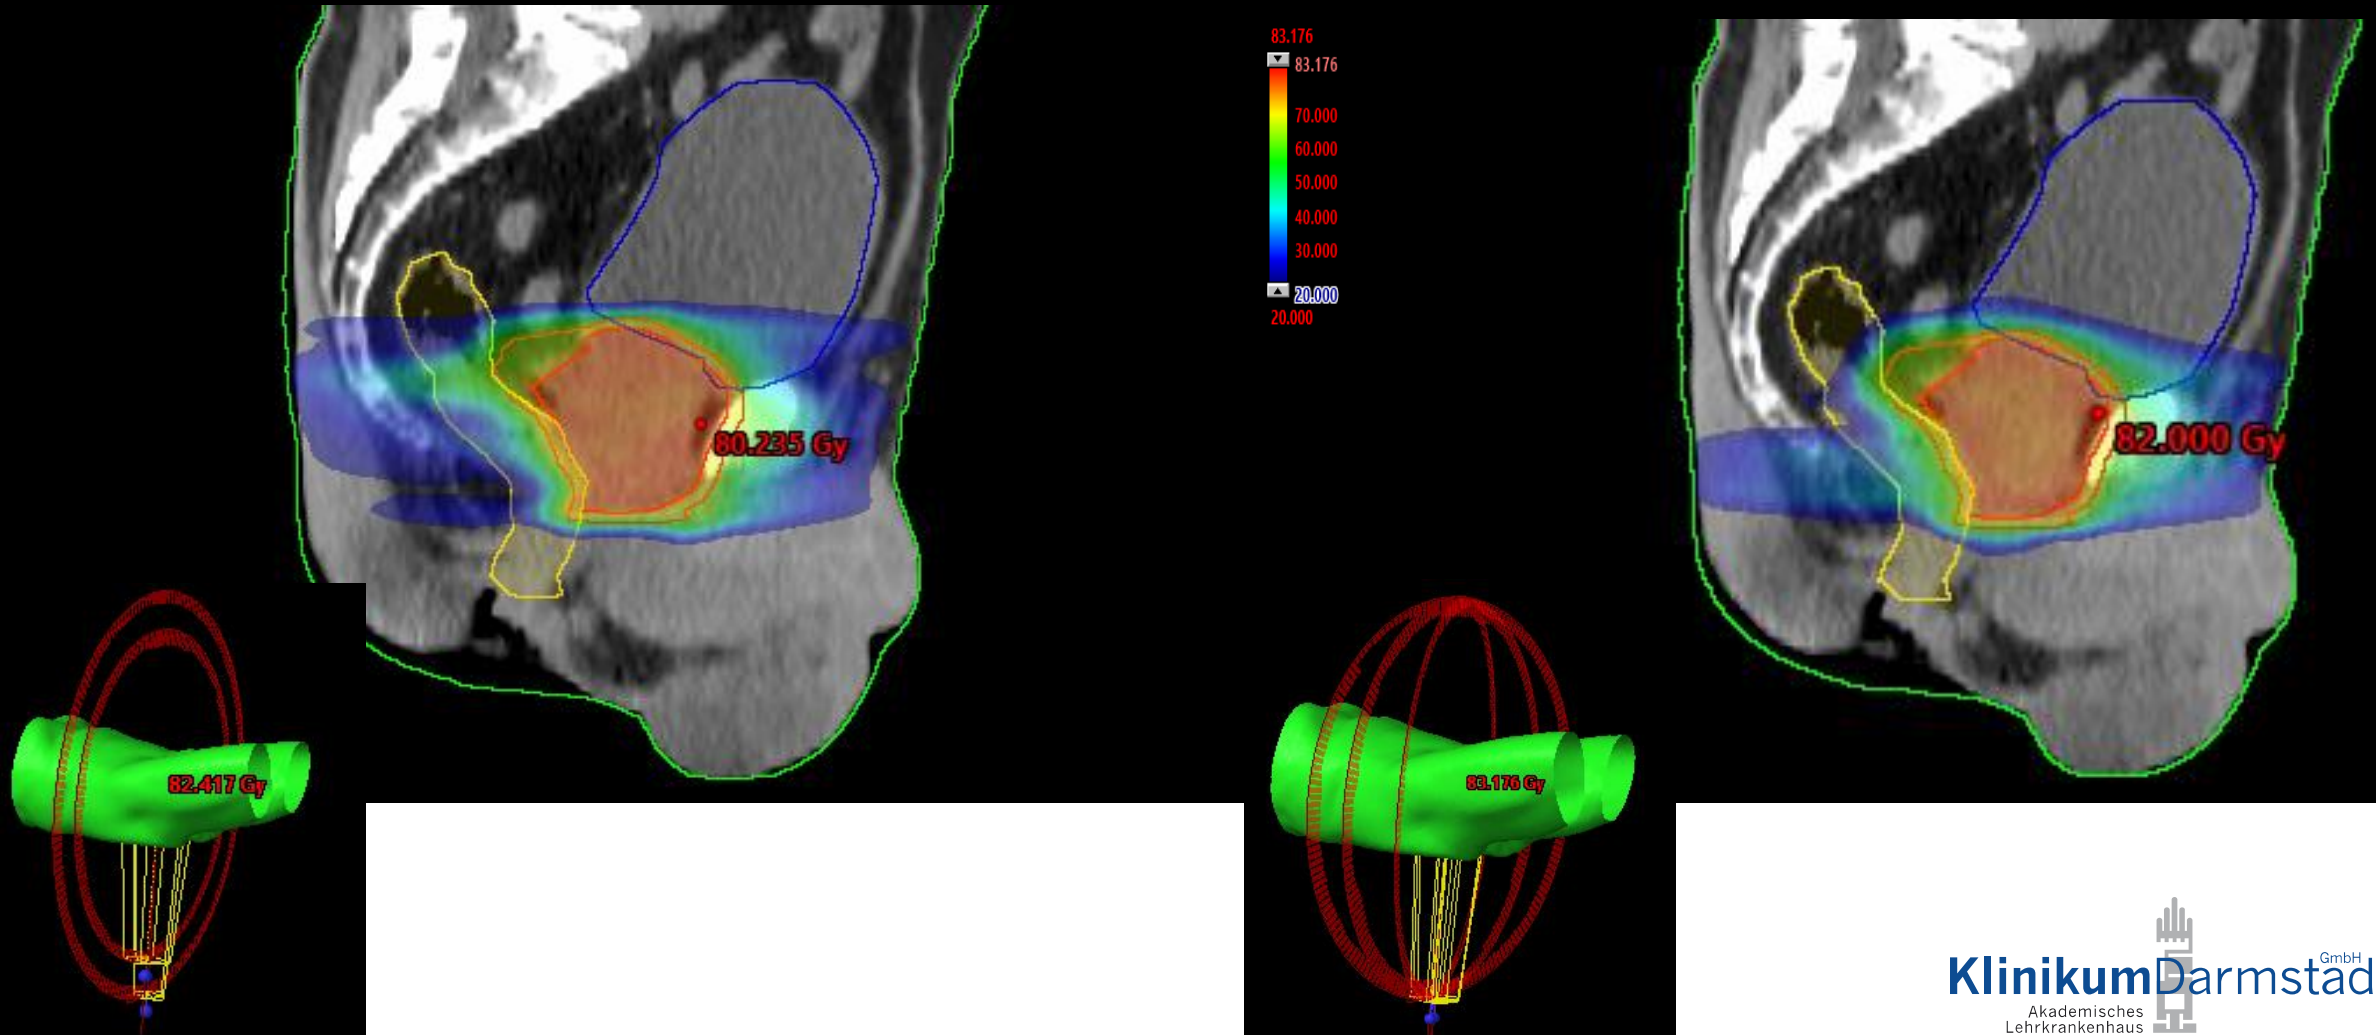 83.176
83.176
70.000
60.000
50.000
40.000
30.000
20.000
20.000
80.235 Gy
82.000 Gy
82.417 Gy
83.176 Gy
KlinikumDarmstadt GmbH
Akademisches
Lehrkrankenhaus